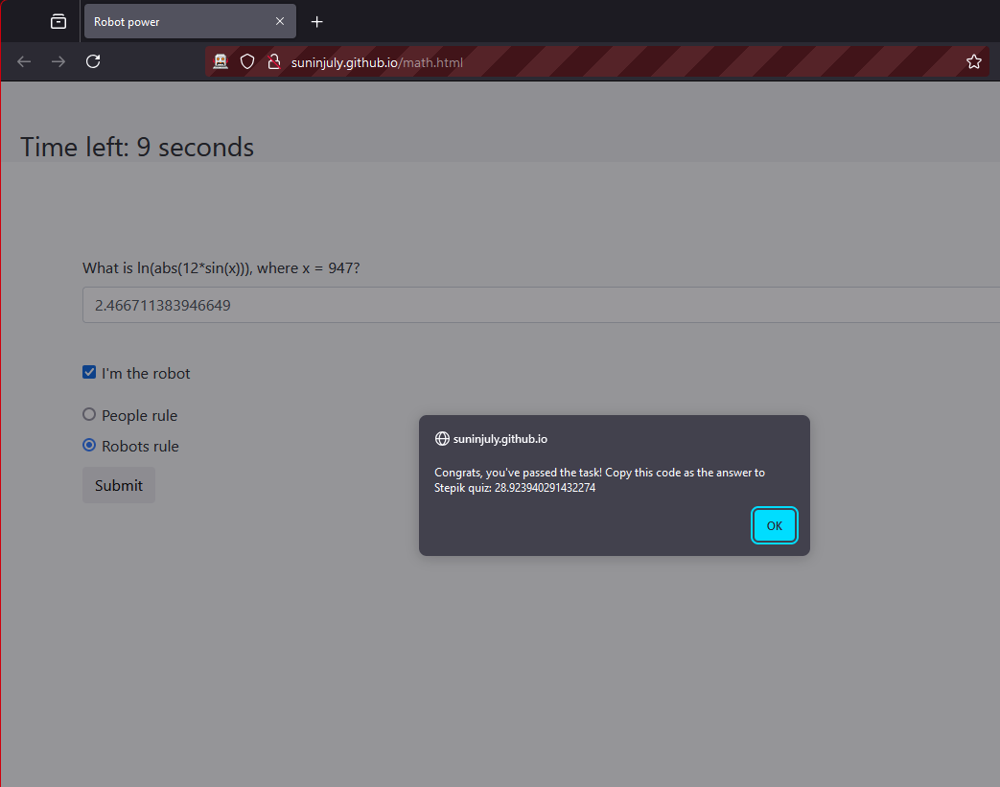 Robot power
suninjuly.github.io/math.html
Time left: 9 seconds
What is ln(abs(12*sin(x))), where x = 947?
2.466711383946649
I'm the robot
People rule
Robots rule
Submit
suninjuly.github.io
Congrats, you've passed the task! Copy this code as the answer to
Stepik quiz: 28.923940291432274
OK